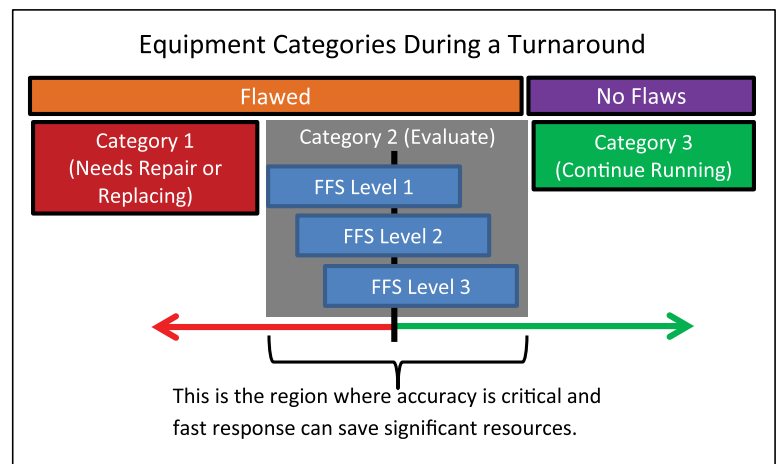 Equipment Categories During a Turnaround
Flawed
No Flaws
Category 1
(Needs Repair or
Replacing)
Category 2 (Evaluate)
FFS Level 1
FFS Level 2
FFS Level 3
Category 3
(Continue Running)
This is the region where accuracy is critical and
fast response can save significant resources.